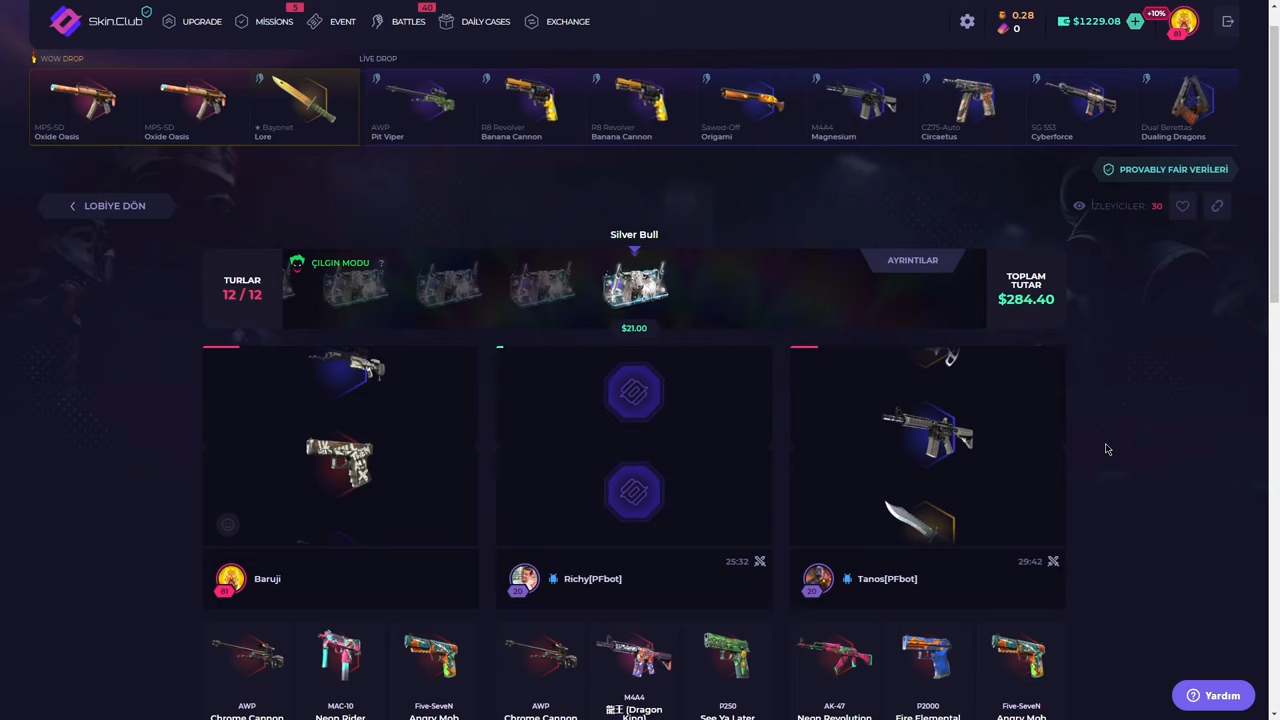 SKIN.CLUB
UPGRADE
5
MISSIONS
EVENT
40
BATTLES
DAILY CASES
EXCHANGE
0.28
0
$1229.08
+10%
81
WOW DROP
LIVE DROP
MP5-SD
Oxide Oasis
MP5-SD
Oxide Oasis
★ Bayonet
Lore
AWP
Pit Viper
R8 Revolver
Banana Cannon
R8 Revolver
Banana Cannon
Sawed-Off
Origami
M4A4
Magnesium
CZ75-Auto
Circaetus
SG 553
Cyberforce
Dual Berettas
Dualing Dragons
PROVABLY FAIR VERİLERİ
LOBİYE DÖN
İZLEYİCİLER: 30
Silver Bull
TURLAR
12 / 12
ÇILGIN MODU ?
AYRINTILAR
TOPLAM
TUTAR
$284.40
$21.00
81
Baruji
20
Richy[PFbot]
25:32
20
Tanos[PFbot]
29:42
AWP
Chrome Cannon
MAC-10
Neon Rider
Five-SeveN
Angry Mob
AWP
Chrome Cannon
M4A4
龍王 (Dragon
King)
P250
See Ya Later
AK-47
Neon Revolution
P2000
Fire Elemental
Five-SeveN
Angry Mob
Yardım